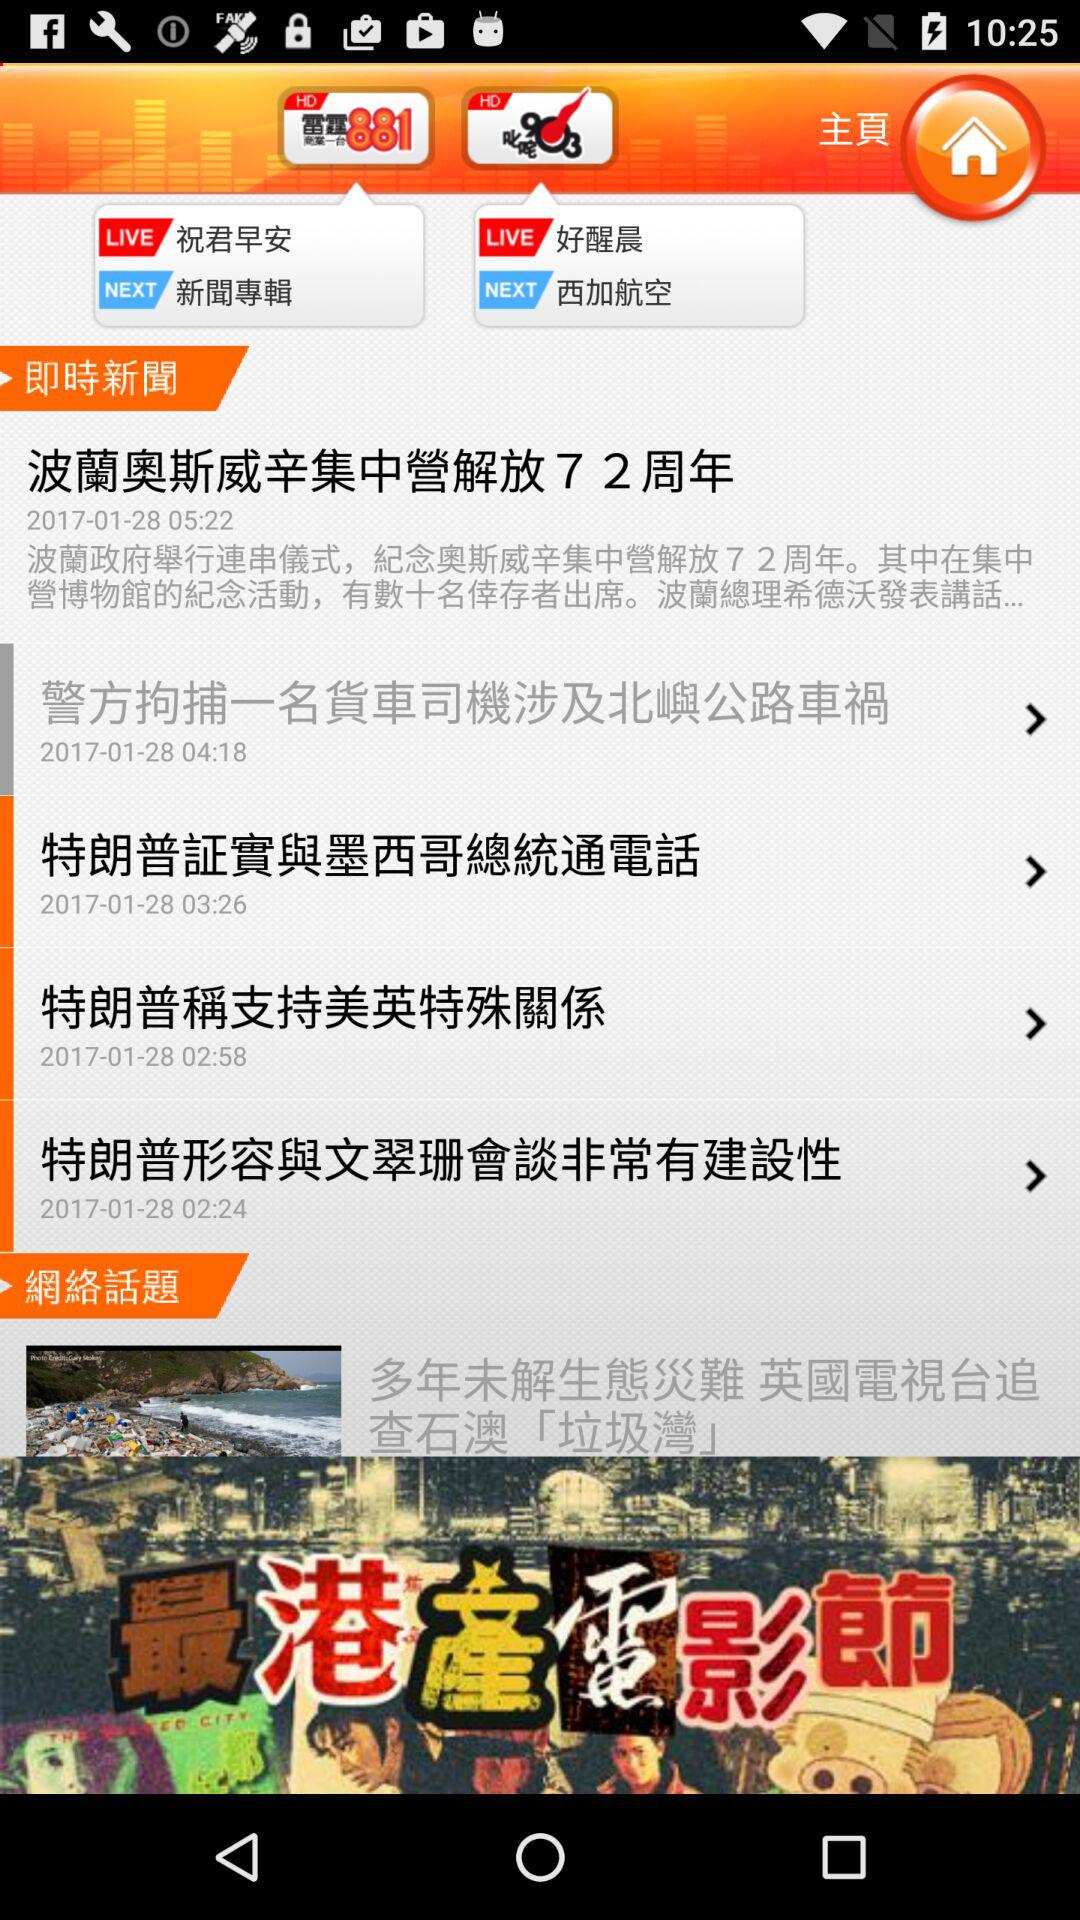 FAKE
10:25
HD
雷霆881
商業一台
HD
叱咤903
主頁
LIVE 祝君早安
NEXT 新聞專輯
LIVE 好醒晨
NEXT 西加航空
即時新聞
波蘭奧斯威辛集中營解放７２周年
2017-01-28 05:22
波蘭政府舉行連串儀式，紀念奧斯威辛集中營解放７２周年。其中在集中
營博物館的紀念活動，有數十名倖存者出席。波蘭總理希德沃發表講話...
警方拘捕一名貨車司機涉及北嶼公路車禍
2017-01-28 04:18
特朗普証實與墨西哥總統通電話
2017-01-28 03:26
特朗普稱支持美英特殊關係
2017-01-28 02:58
特朗普形容與文翠珊會談非常有建設性
2017-01-28 02:24
網絡話題
Photo Credit:Gary Stokes
多年未解生態災難 英國電視台追
查石澳「垃圾灣」
最港產電影節